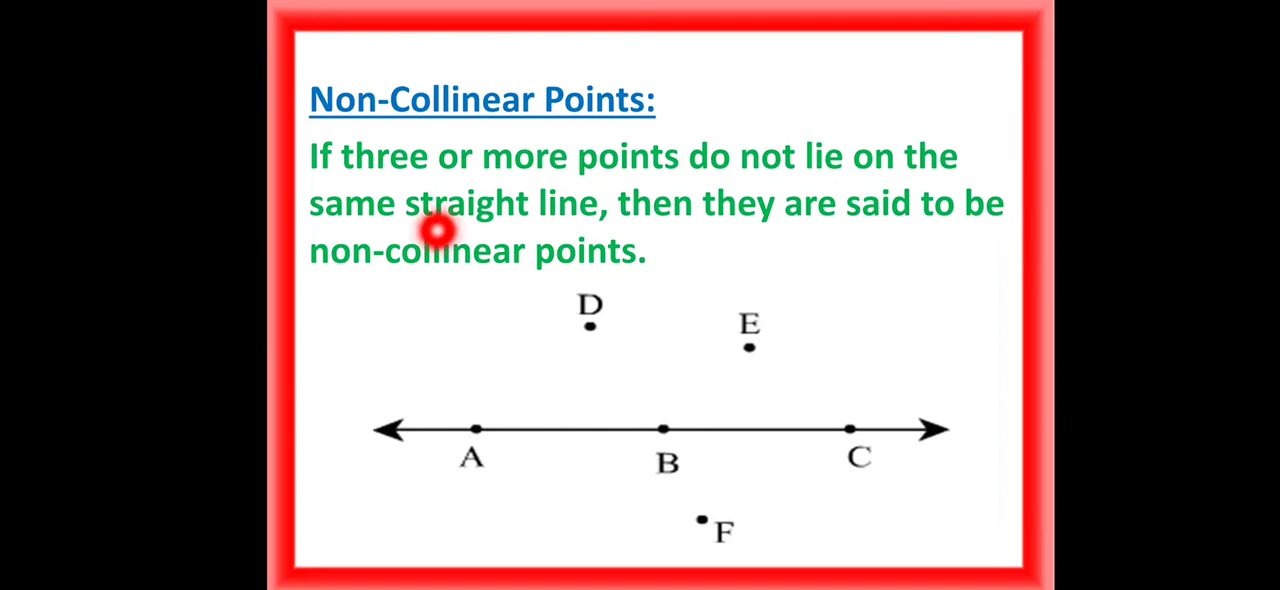 Non-Collinear Points:
If three or more points do not lie on the
same straight line, then they are said to be
non-collinear points.
D
E
A
B
C
F